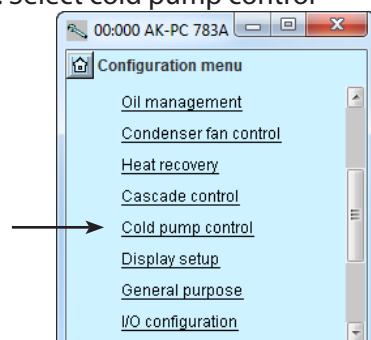 . Select cold pump control
00:000 AK-PC 783A
Configuration menu
Oil management
Condenser fan control
Heat recovery
Cascade control
Cold pump control
Display setup
General purpose
I/O configuration